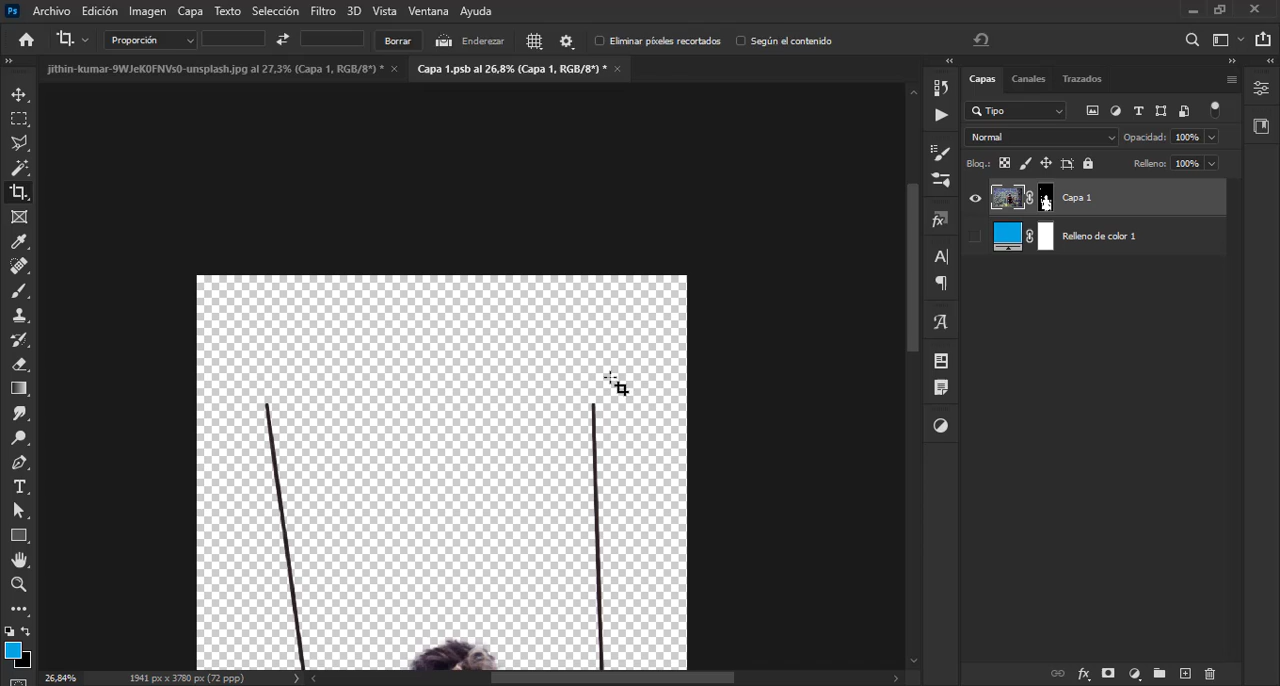 Ps Archivo Edición Imagen Capa Texto Selección Filtro 3D Vista Ventana Ayuda
Proporción Borrar Enderezar Eliminar píxeles recortados Según el contenido
jithin-kumar-9WJeK0FNVs0-unsplash.jpg al 27,3% (Capa 1, RGB/8*) * × Capa 1.psb al 26,8% (Capa 1, RGB/8*) * ×
Capas Canales Trazados
Tipo
Normal Opacidad: 100%
Bloq.: Relleno: 100%
Capa 1
Relleno de color 1
26,84% 1941 px x 3780 px (72 ppp)